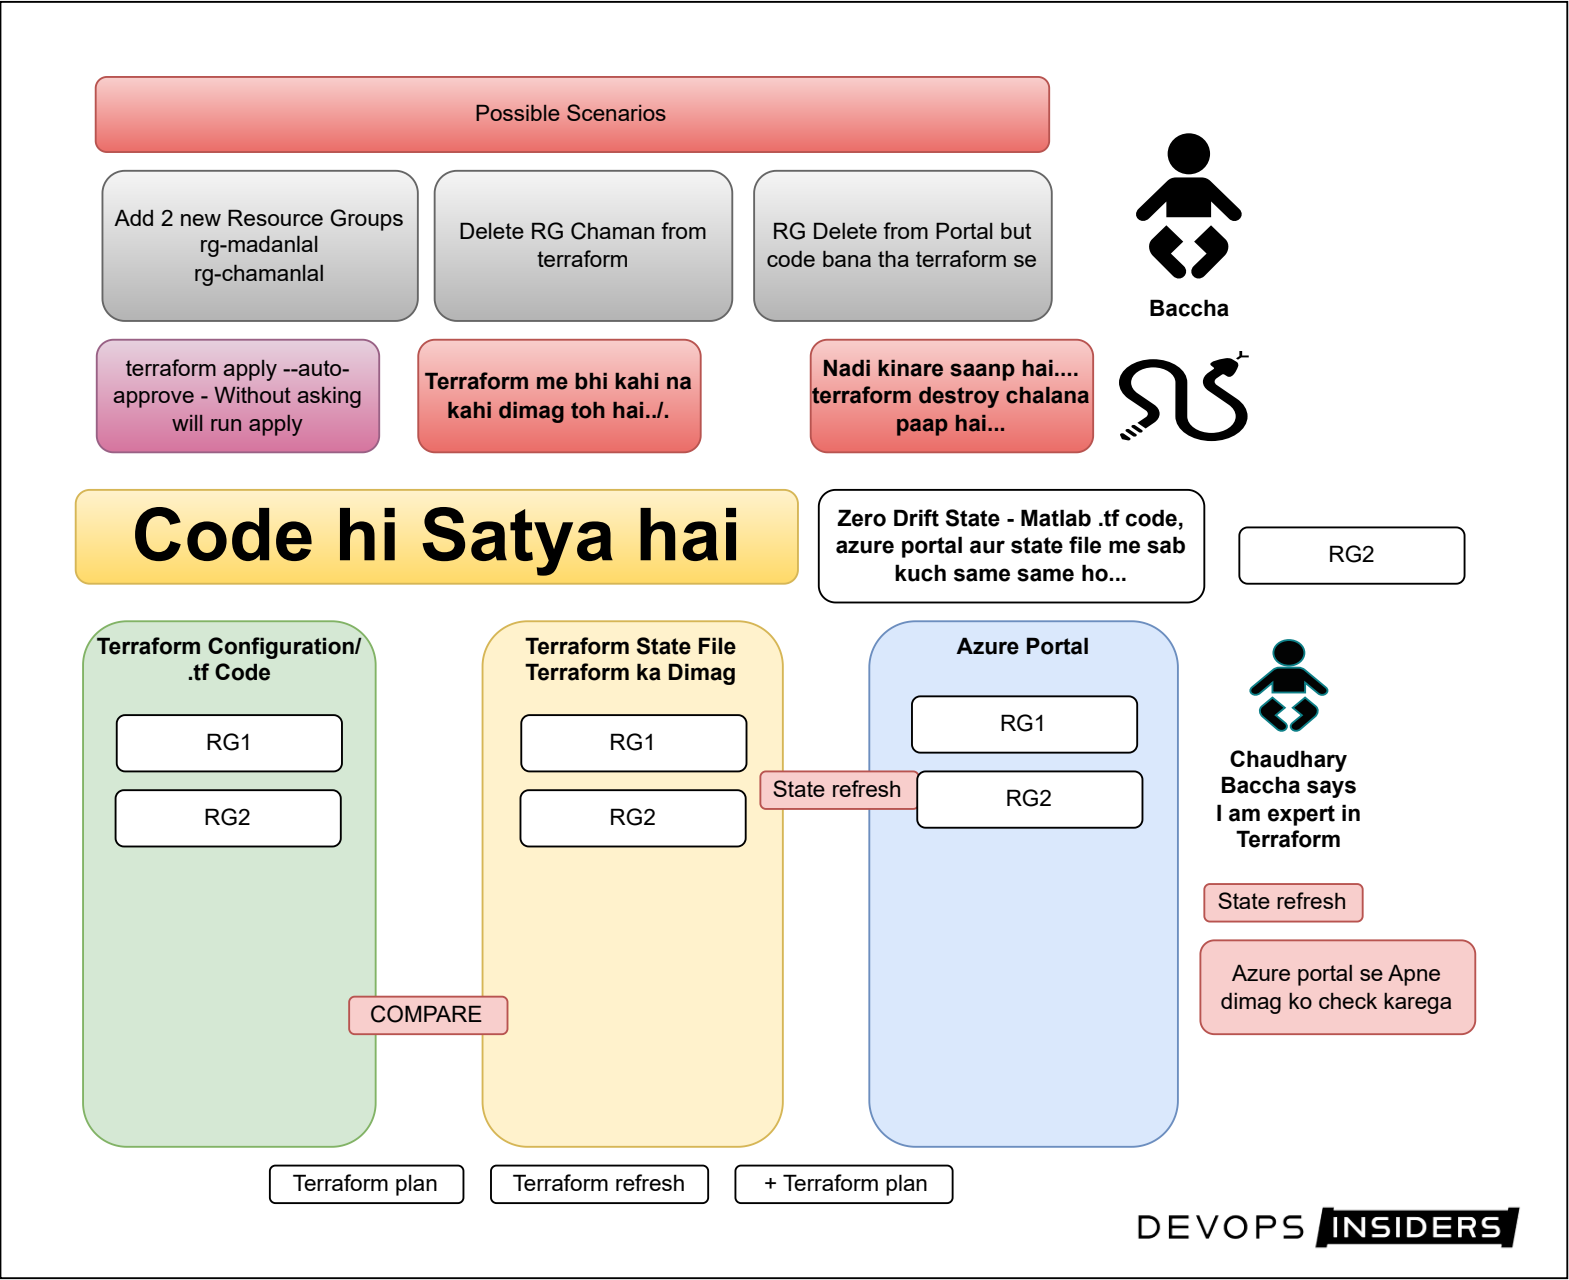 Possible Scenarios
Add 2 new Resource Groups
rg-madanlal
rg-chamanlal
Delete RG Chaman from
terraform
RG Delete from Portal but
code bana tha terraform se
Baccha
terraform apply --auto-
approve - Without asking
will run apply
Terraform me bhi kahi na
kahi dimag toh hai../.
Nadi kinare saanp hai....
terraform destroy chalana
paap hai...
Code hi Satya hai
Zero Drift State - Matlab .tf code,
azure portal aur state file me sab
kuch same same ho...
RG2
Terraform Configuration/
.tf Code
RG1
RG2
Terraform State File
Terraform ka Dimag
RG1
RG2
State refresh
Azure Portal
RG1
RG2
Chaudhary
Baccha says
I am expert in
Terraform
State refresh
Azure portal se Apne
dimag ko check karega
COMPARE
Terraform plan
Terraform refresh
+ Terraform plan
DEVOPS INSIDERS